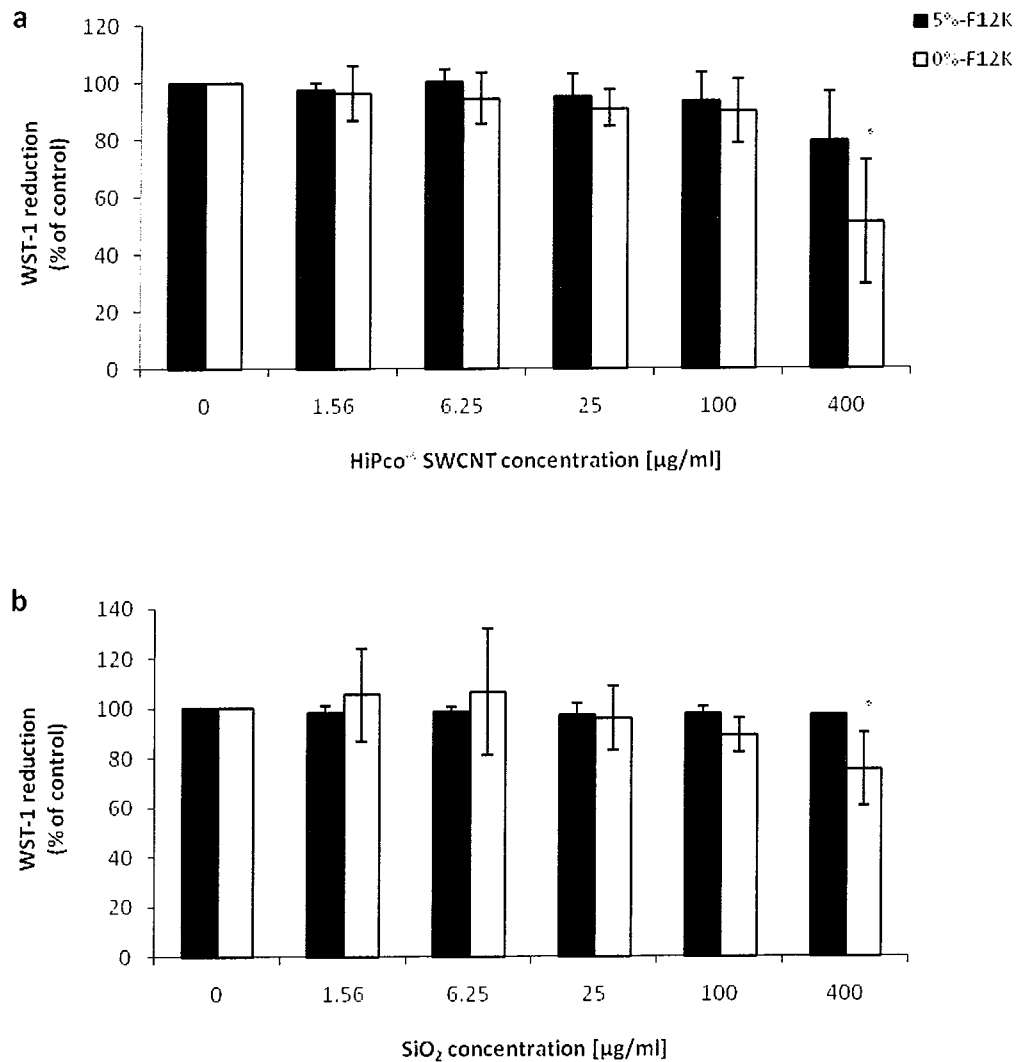 a
5%-F12K
0%-F12K
120
100
80
60
40
20
0
WST-1 reduction
(% of control)
*
0 1.56 6.25 25 100 400
HiPco™ SWCNT concentration [µg/ml]
b
140
120
100
80
60
40
20
0
WST-1 reduction
(% of control)
*
0 1.56 6.25 25 100 400
SiO₂ concentration [µg/ml]